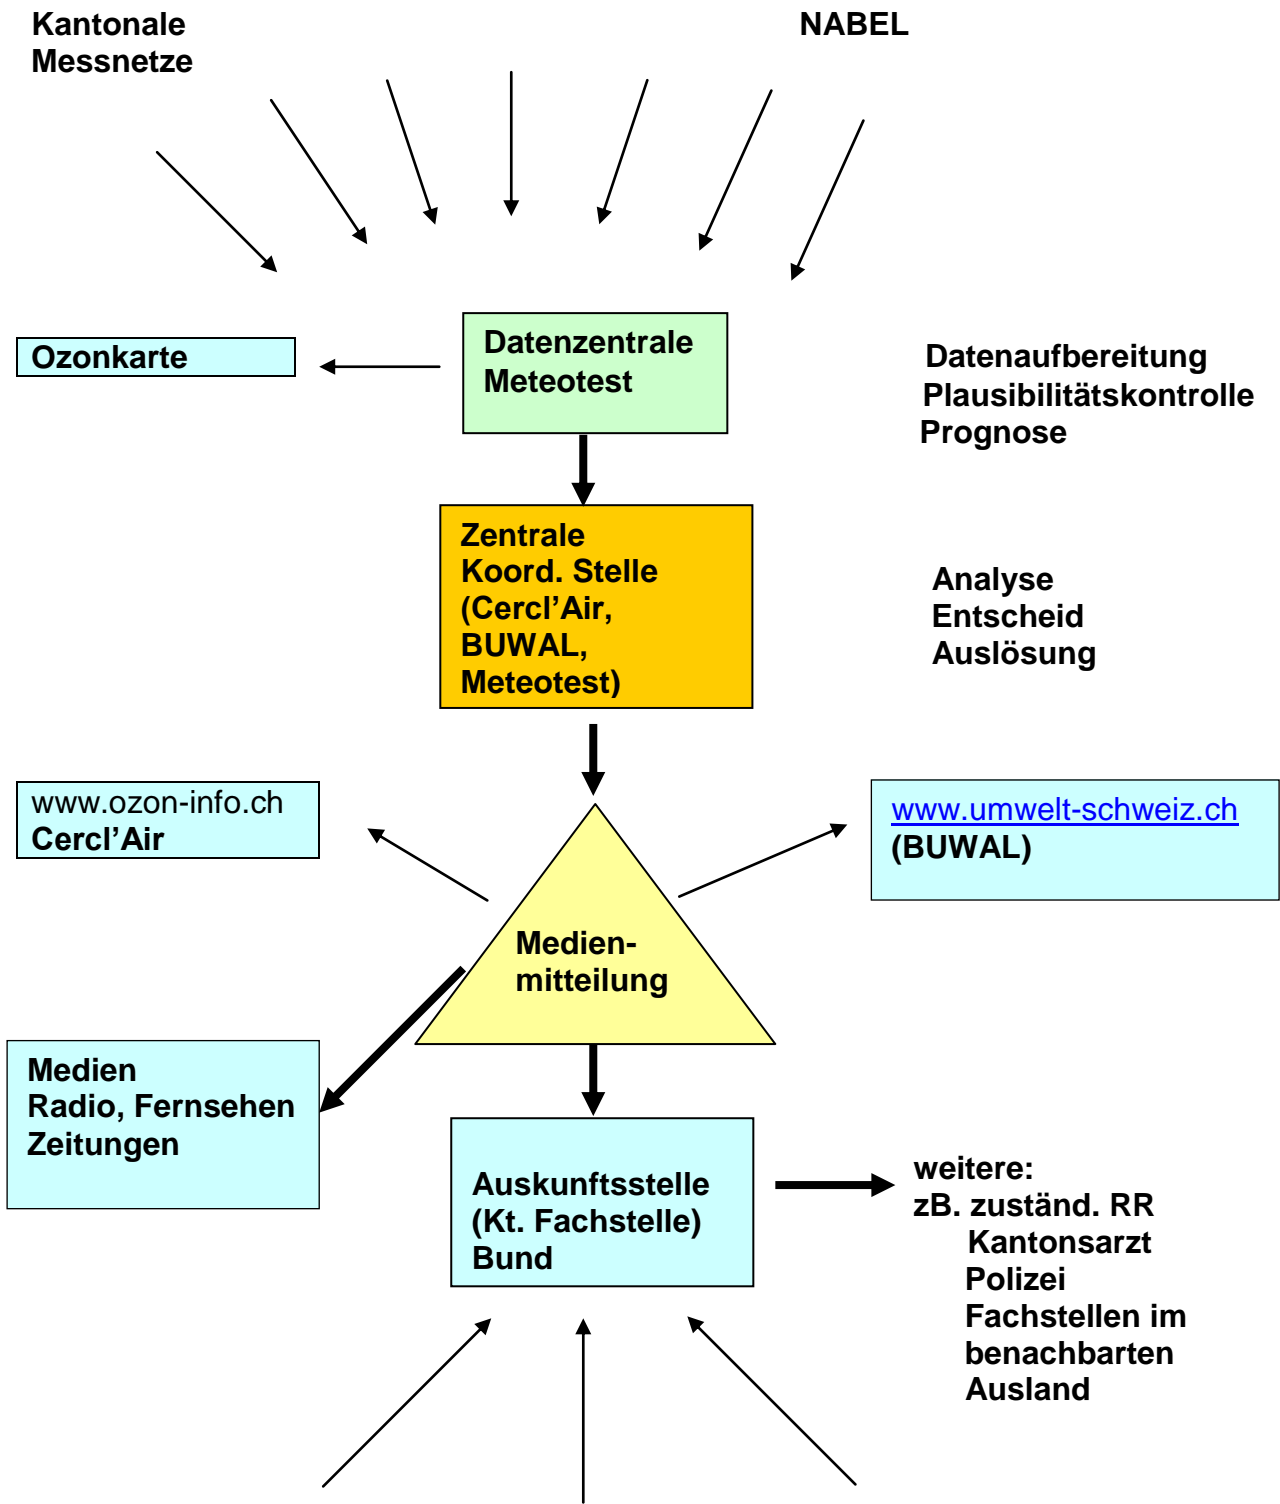 Kantonale
Messnetze
NABEL
Ozonkarte
Datenzentrale
Meteotest
Datenaufbereitung
Plausibilitätskontrolle
Prognose
Zentrale
Koord. Stelle
(Cercl’Air,
BUWAL,
Meteotest)
Analyse
Entscheid
Auslösung
www.ozon-info.ch
Cercl’Air
www.umwelt-schweiz.ch
(BUWAL)
Medien-
mitteilung
Medien
Radio, Fernsehen
Zeitungen
Auskunftsstelle
(Kt. Fachstelle)
Bund
weitere:
zB. zuständ. RR
Kantonsarzt
Polizei
Fachstellen im
benachbarten
Ausland